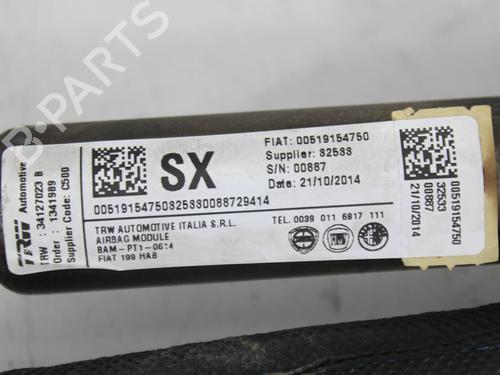 TRW Automotive
TRW : 34127023 B
Order : 1341989
Supplier Code: C500
SX
FIAT: 00519154750
Supplier: 32533
S/N: 00887
Date: 21/10/2014
005191547503253300088729414
TRW AUTOMOTIVE ITALIA S.R.L.
AIRBAG MODULE
BAM-PT1-0614
FIAT 199 HAB
TEL. 0039 011 6817 111
00519154750
32533
00887
21/10/2014
B-PARTS